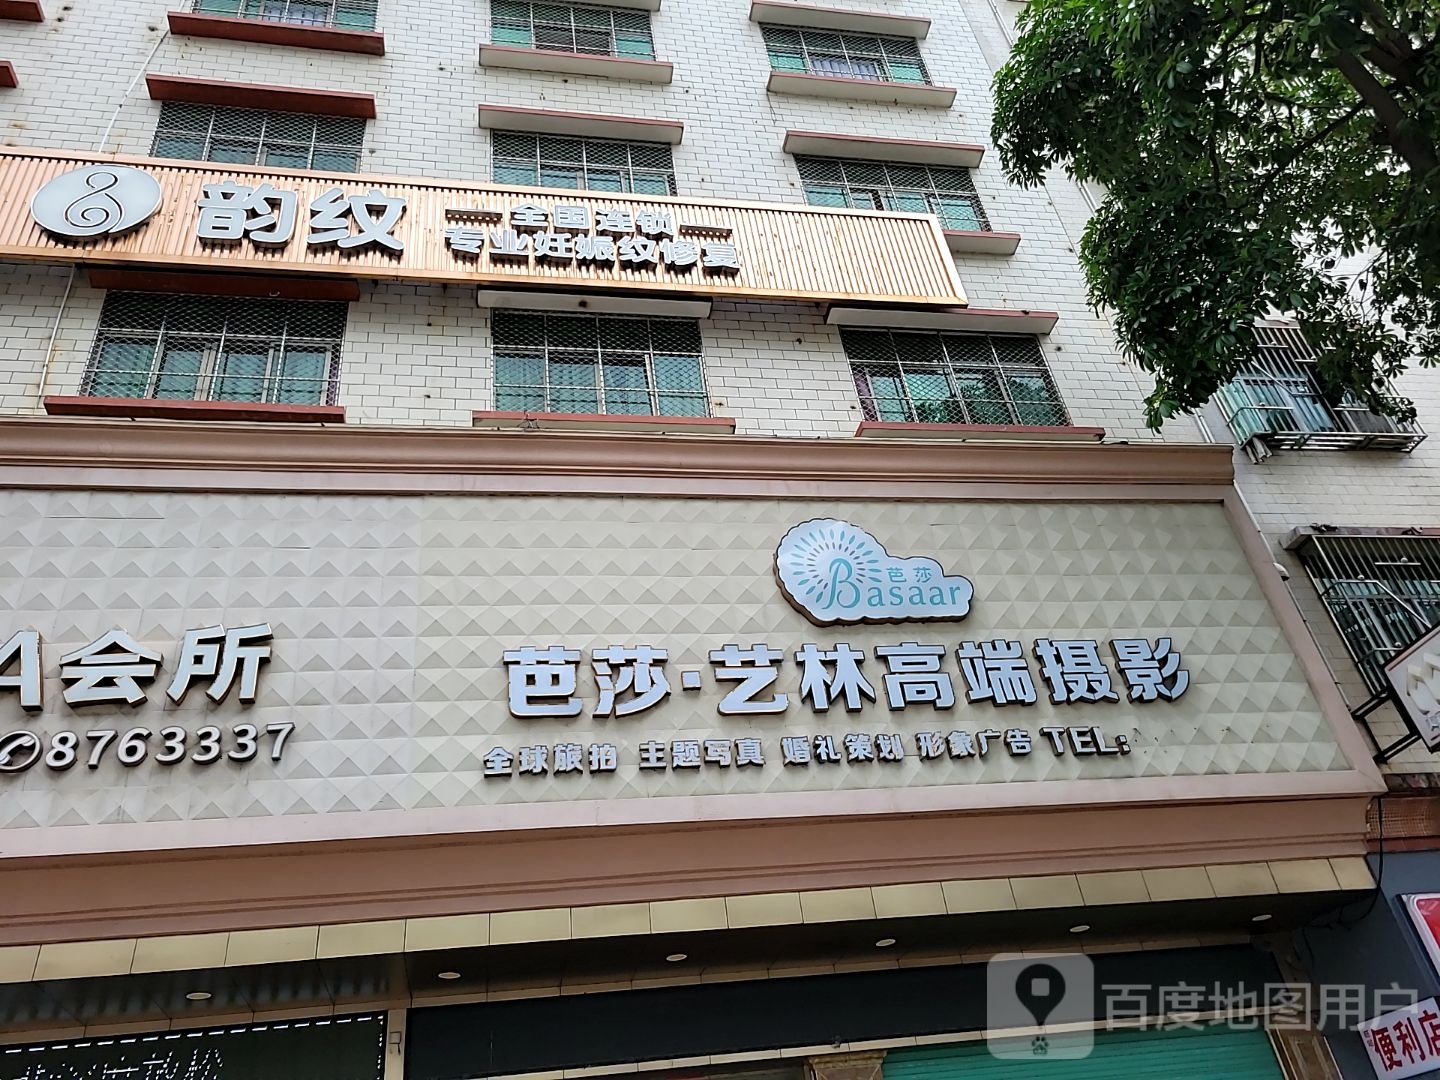 韵纹
全国连锁
专业妊娠纹修复
芭莎
Basaar
A会所
8763337
芭莎·艺林高端摄影
全球旅拍 主题写真 婚礼策划 形象广告 TEL:
百度地图用户
便利店